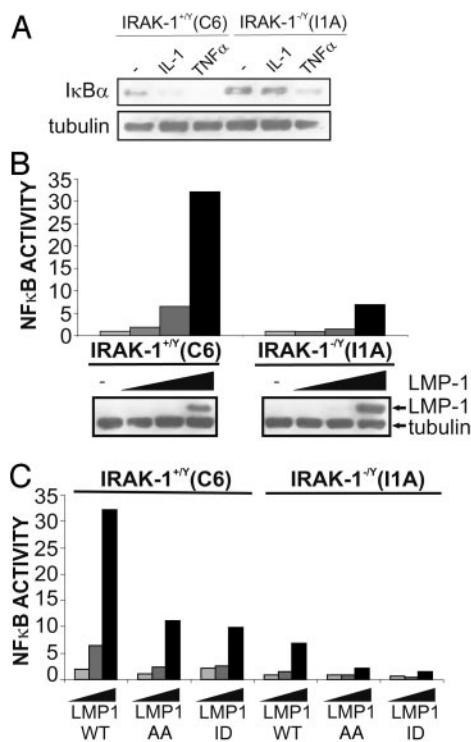 A
IRAK-1+/Y(C6) IRAK-1-/Y(I1A)
- IL-1 TNFα - IL-1 TNFα
IκBα
tubulin
B
NFκB ACTIVITY
35
30
25
20
15
10
5
0
IRAK-1+/Y(C6) IRAK-1-/Y(I1A)
- - LMP-1
LMP-1
tubulin
C
IRAK-1+/Y(C6) IRAK-1-/Y(I1A)
NFκB ACTIVITY
35
30
25
20
15
10
5
0
LMP1 LMP1 LMP1 LMP1 LMP1 LMP1
WT AA ID WT AA ID